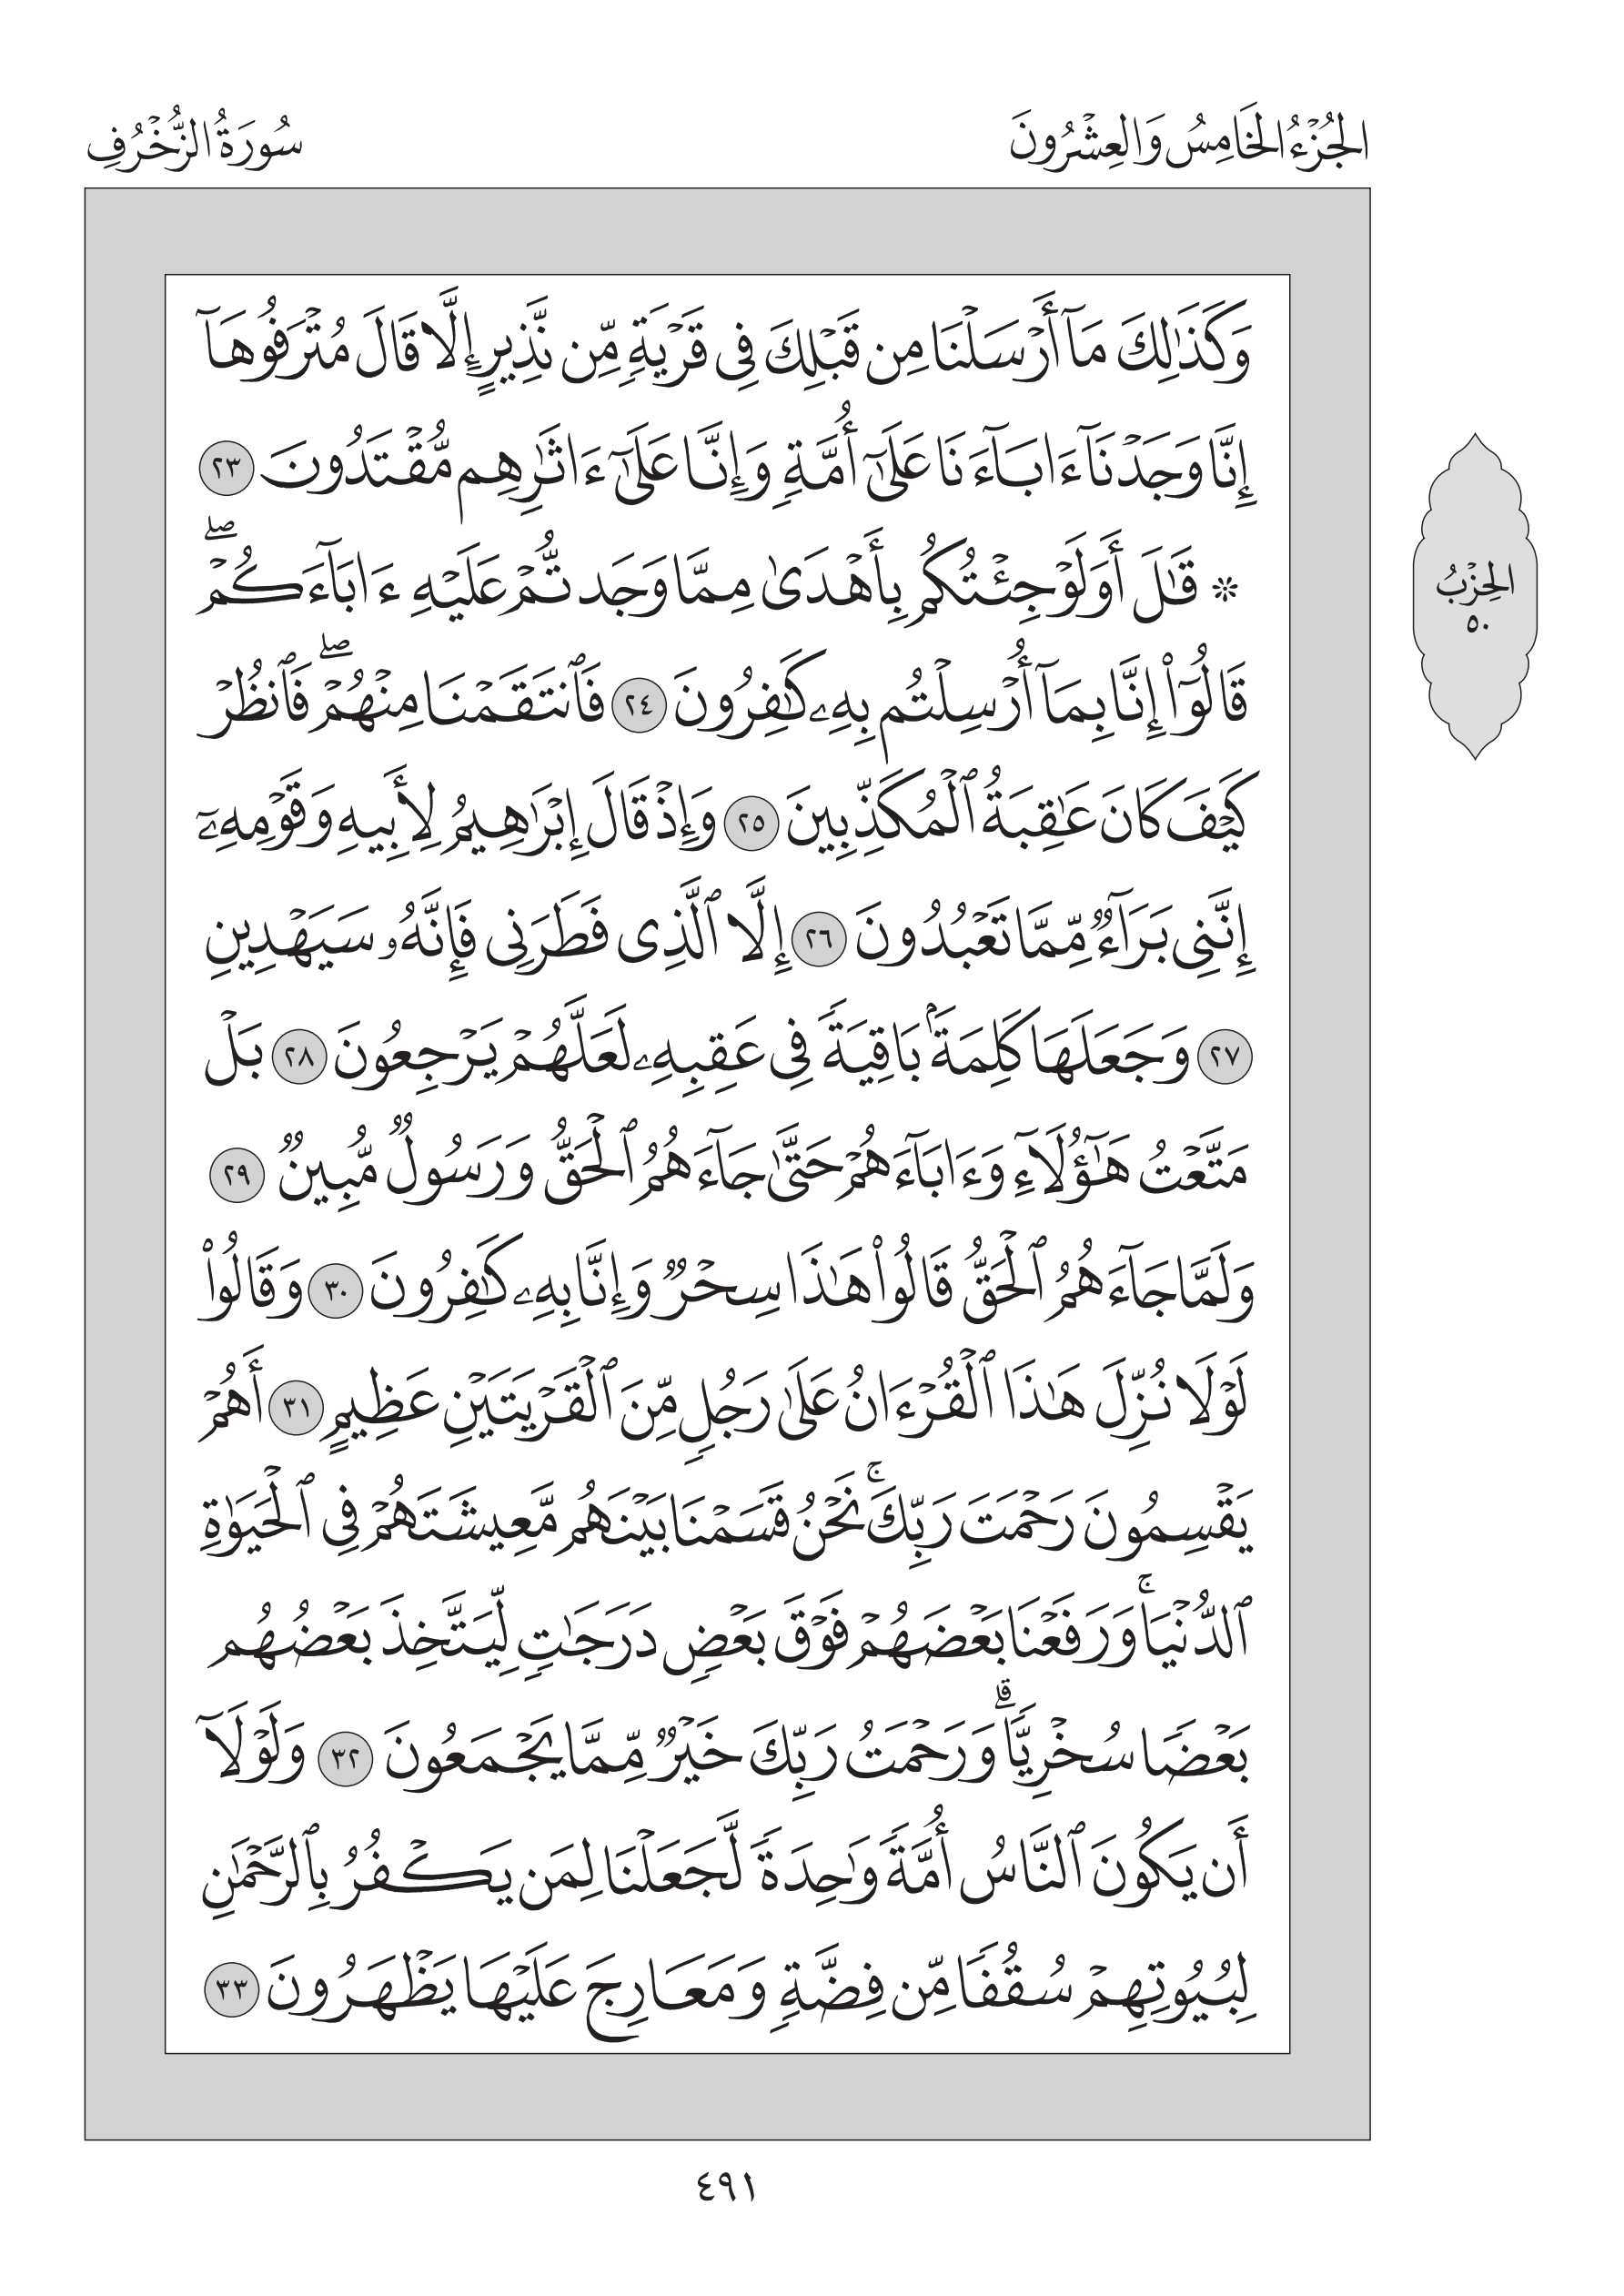 الجُزْءُ الخَامِسُ وَالعِشْرُونَ
سُورَةُ الزُّخْرُفِ
وَكَذَٰلِكَ مَآ أَرْسَلْنَا مِن قَبْلِكَ فِى قَرْيَةٍ مِّن نَّذِيرٍ إِلَّا قَالَ مُتْرَفُوهَآ
إِنَّا وَجَدْنَآ ءَابَآءَنَا عَلَىٰٓ أُمَّةٍ وَإِنَّا عَلَىٰٓ ءَاثَٰرِهِم مُّقْتَدُونَ ٢٣
۞ قَٰلَ أَوَلَوْ جِئْتُكُم بِأَهْدَىٰ مِمَّا وَجَدتُّمْ عَلَيْهِ ءَابَآءَكُمْۖ
قَالُوٓا۟ إِنَّا بِمَآ أُرْسِلْتُم بِهِۦ كَٰفِرُونَ ٢٤ فَٱنتَقَمْنَا مِنْهُمْۖ فَٱنظُرْ
كَيْفَ كَانَ عَٰقِبَةُ ٱلْمُكَذِّبِينَ ٢٥ وَإِذْ قَالَ إِبْرَٰهِيمُ لِأَبِيهِ وَقَوْمِهِۦٓ
إِنَّنِى بَرَآءٌ مِّمَّا تَعْبُدُونَ ٢٦ إِلَّا ٱلَّذِى فَطَرَنِى فَإِنَّهُۥ سَيَهْدِينِ
٢٧ وَجَعَلَهَا كَلِمَةًۢ بَاقِيَةً فِى عَقِبِهِۦ لَعَلَّهُمْ يَرْجِعُونَ ٢٨ بَلْ
مَتَّعْتُ هَٰٓؤُلَآءِ وَءَابَآءَهُمْ حَتَّىٰ جَآءَهُمُ ٱلْحَقُّ وَرَسُولٌ مُّبِينٌ ٢٩
وَلَمَّا جَآءَهُمُ ٱلْحَقُّ قَالُوا۟ هَٰذَا سِحْرٌ وَإِنَّا بِهِۦ كَٰفِرُونَ ٣٠ وَقَالُوا۟
لَوْلَا نُزِّلَ هَٰذَا ٱلْقُرْءَانُ عَلَىٰ رَجُلٍ مِّنَ ٱلْقَرْيَتَيْنِ عَظِيمٍ ٣١ أَهُمْ
يَقْسِمُونَ رَحْمَتَ رَبِّكَۚ نَحْنُ قَسَمْنَا بَيْنَهُم مَّعِيشَتَهُمْ فِى ٱلْحَيَوٰةِ
ٱلدُّنْيَاۚ وَرَفَعْنَا بَعْضَهُمْ فَوْقَ بَعْضٍ دَرَجَٰتٍ لِّيَتَّخِذَ بَعْضُهُم
بَعْضًا سُخْرِيًّاۗ وَرَحْمَتُ رَبِّكَ خَيْرٌ مِّمَّا يَجْمَعُونَ ٣٢ وَلَوْلَآ
أَن يَكُونَ ٱلنَّاسُ أُمَّةً وَٰحِدَةً لَّجَعَلْنَا لِمَن يَكْفُرُ بِٱلرَّحْمَٰنِ
لِبُيُوتِهِمْ سُقُفًا مِّن فِضَّةٍ وَمَعَارِجَ عَلَيْهَا يَظْهَرُونَ ٣٣
الحِزْبُ
٥٠
٤٩١